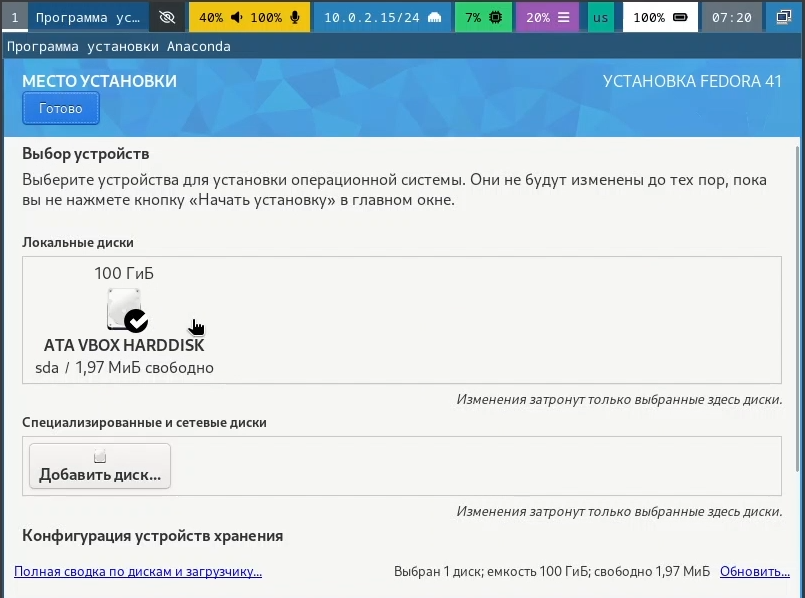 1 Программа ус… 40% 100% 10.0.2.15/24 7% 20% us 100% 07:20
Программа установки Anaconda
МЕСТО УСТАНОВКИ УСТАНОВКА FEDORA 41
Готово
Выбор устройств
Выберите устройства для установки операционной системы. Они не будут изменены до тех пор, пока
вы не нажмете кнопку «Начать установку» в главном окне.
Локальные диски
100 ГиБ
ATA VBOX HARDDISK
sda / 1,97 МиБ свободно
Изменения затронут только выбранные здесь диски.
Специализированные и сетевые диски
Добавить диск...
Изменения затронут только выбранные здесь диски.
Конфигурация устройств хранения
Полная сводка по дискам и загрузчику... Выбран 1 диск; емкость 100 ГиБ; свободно 1,97 МиБ Обновить...